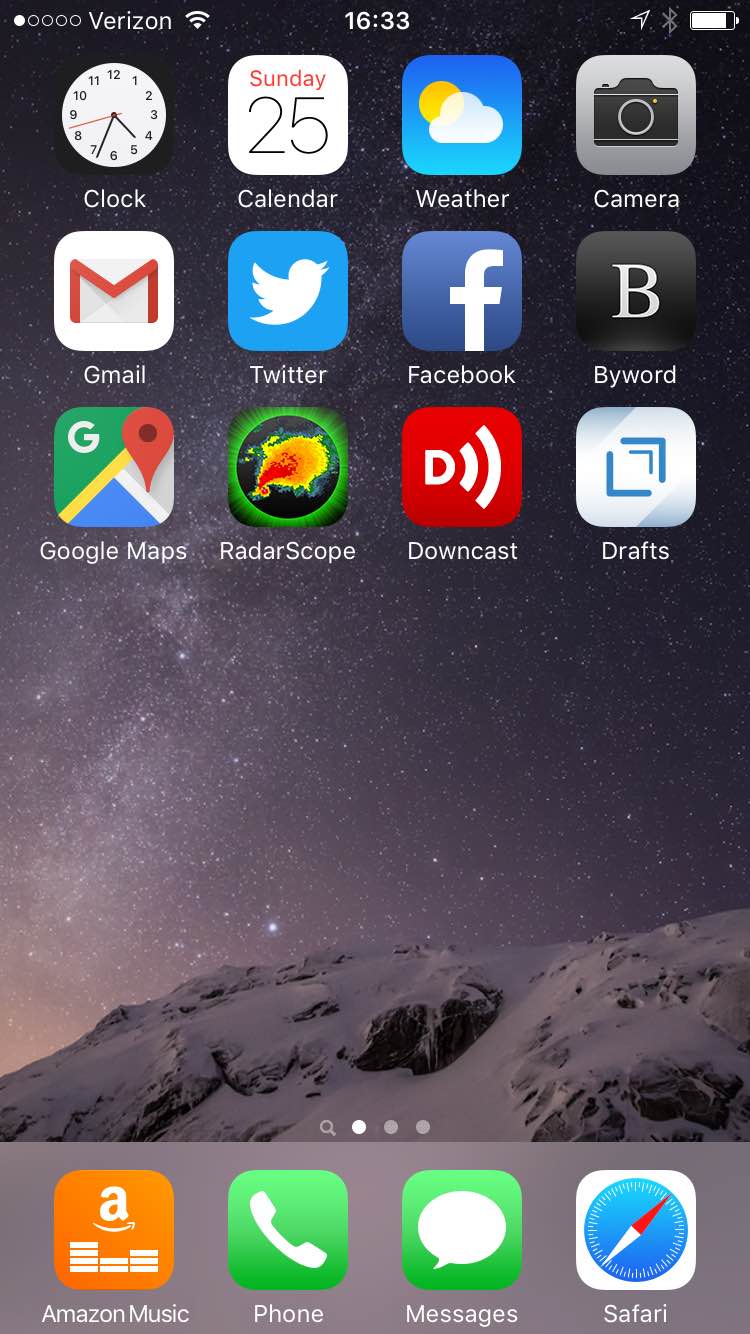 Verizon 16:33
12
11 1
10 2
9 3
8 4
7 5
6
Sunday
25
Clock Calendar Weather Camera
B
Gmail Twitter Facebook Byword
G D
Google Maps RadarScope Downcast Drafts
a
Amazon Music Phone Messages Safari